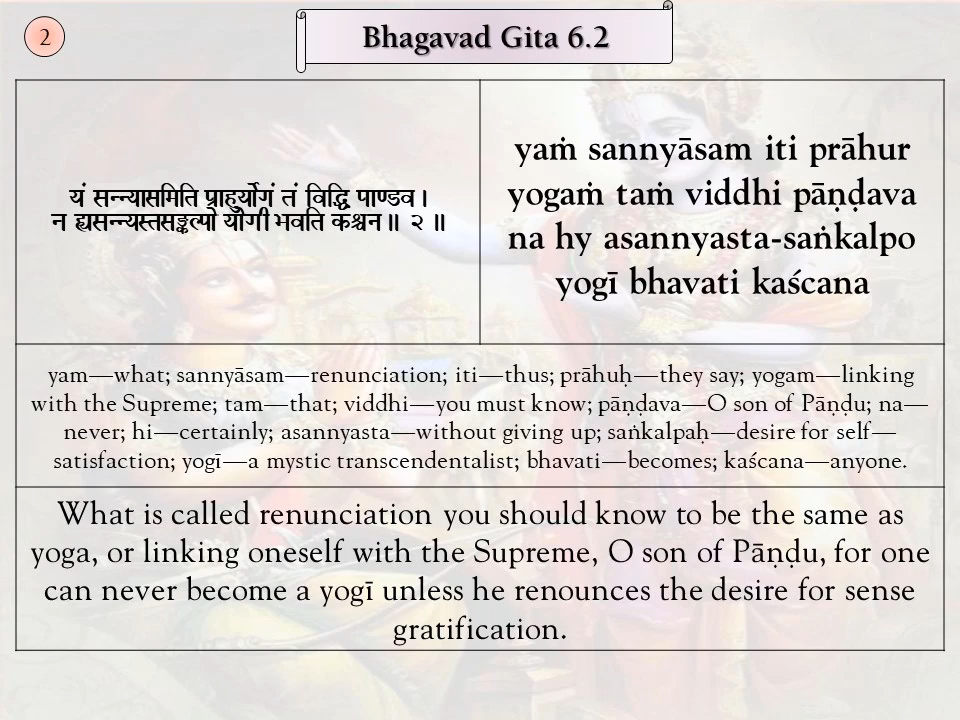 2
Bhagavad Gita 6.2
यं सन्न्यासमिति प्राहुर्योगं तं विद्धि पाण्डव ।
न ह्यसन्न्यस्तसङ्कल्पो योगी भवति कश्चन ॥ २ ॥
yaṁ sannyāsam iti prāhur
yogaṁ taṁ viddhi pāṇḍava
na hy asannyasta-saṅkalpo
yogī bhavati kaścana
yam—what; sannyāsam—renunciation; iti—thus; prāhuḥ—they say; yogam—linking
with the Supreme; tam—that; viddhi—you must know; pāṇḍava—O son of Pāṇḍu; na—
never; hi—certainly; asannyasta—without giving up; saṅkalpaḥ—desire for self—
satisfaction; yogī—a mystic transcendentalist; bhavati—becomes; kaścana—anyone.
What is called renunciation you should know to be the same as
yoga, or linking oneself with the Supreme, O son of Pāṇḍu, for one
can never become a yogī unless he renounces the desire for sense
gratification.